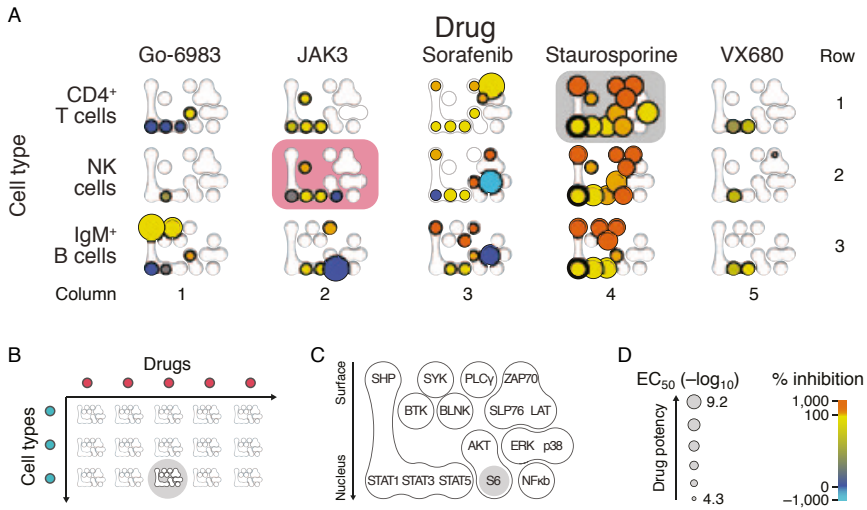 A
Drug
Go-6983 JAK3 Sorafenib Staurosporine VX680 Row
Cell type
CD4⁺ T cells
1
NK cells
2
IgM⁺ B cells
3
Column 1 2 3 4 5
B
Drugs
Cell types
C
Surface
Nucleus
SHP SYK PLCγ ZAP70
BTK BLNK SLP76 LAT
AKT ERK p38
STAT1 STAT3 STAT5 S6 NFκb
D
EC₅₀ (–log₁₀)
Drug potency
9.2
4.3
% inhibition
1,000
100
0
–1,000